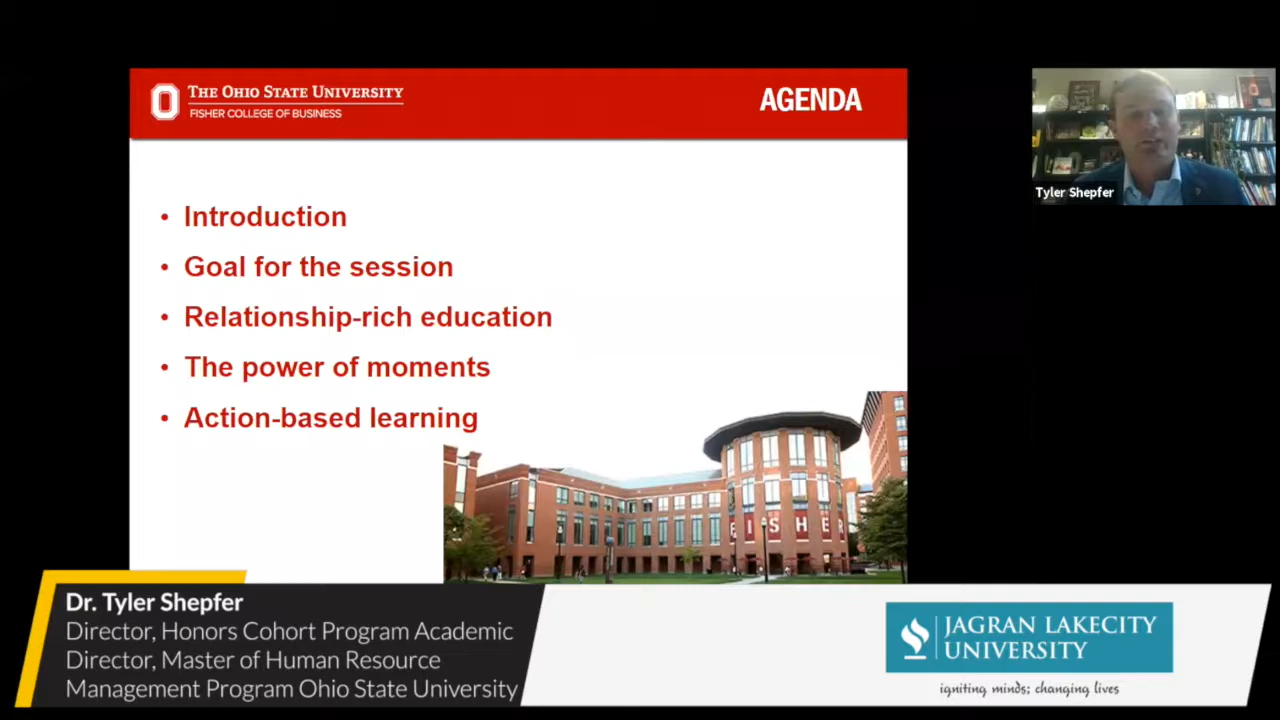 THE OHIO STATE UNIVERSITY
FISHER COLLEGE OF BUSINESS
AGENDA
Tyler Shepfer
• Introduction
• Goal for the session
• Relationship-rich education
• The power of moments
• Action-based learning
FISHER
Dr. Tyler Shepfer
Director, Honors Cohort Program Academic
Director, Master of Human Resource
Management Program Ohio State University
JAGRAN LAKECITY
UNIVERSITY
igniting minds; changing lives